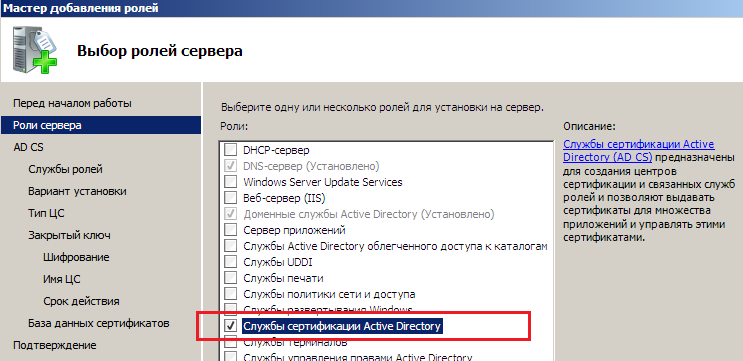 Мастер добавления ролей
Выбор ролей сервера
Перед началом работы
Роли сервера
AD CS
Службы ролей
Вариант установки
Тип ЦС
Закрытый ключ
Шифрование
Имя ЦС
Срок действия
База данных сертификатов
Подтверждение
Выберите одну или несколько ролей для установки на сервер.
Роли:
DHCP-сервер
DNS-сервер (Установлено)
Windows Server Update Services
Веб-сервер (IIS)
Доменные службы Active Directory (Установлено)
Сервер приложений
Службы Active Directory облегченного доступа к каталогам
Службы UDDI
Службы печати
Службы политики сети и доступа
Службы развертывания Windows
Службы сертификации Active Directory
Службы терминалов
Службы управления правами Active Directory
Описание:
Службы сертификации Active
Directory (AD CS) предназначены
для создания центров
сертификации и связанных служб
ролей и позволяют выдавать
сертификаты для множества
приложений и управлять этими
сертификатами.